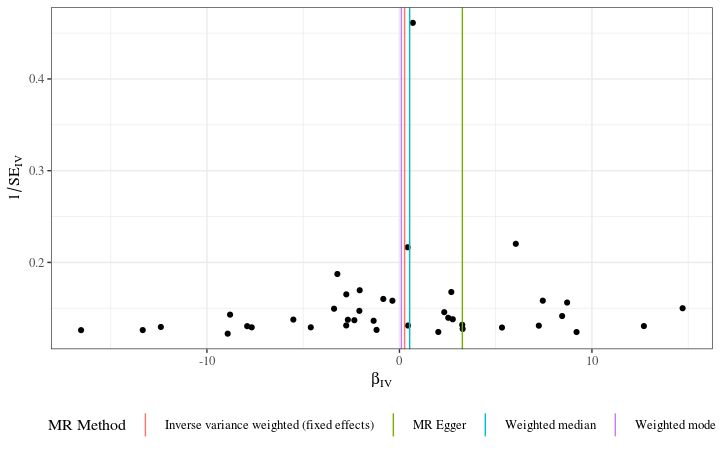 0.4
0.3
0.2
1/SE_IV
-10 0 10
β_IV
MR Method Inverse variance weighted (fixed effects) MR Egger Weighted median Weighted mode